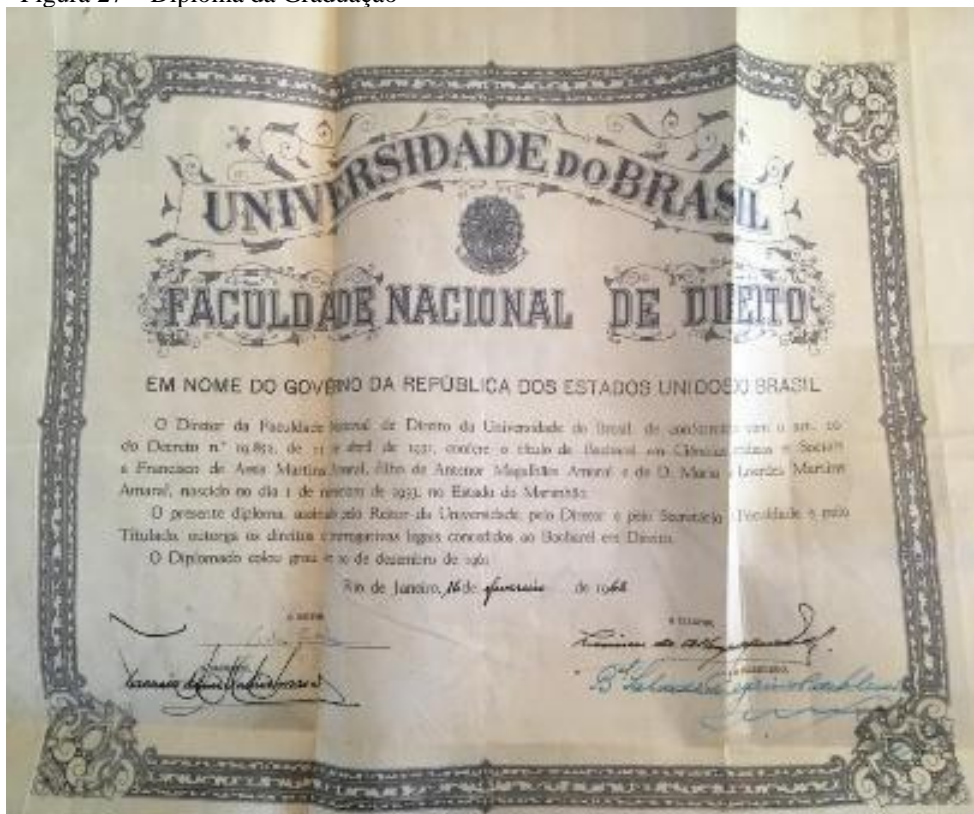 Figura 27 – Diploma da Graduação
UNIVERSIDADE DO BRASIL
FACULDADE NACIONAL DE DIREITO
EM NOME DO GOVERNO DA REPÚBLICA DOS ESTADOS UNIDOS DO BRASIL
O Diretor da Faculdade Nacional de Direito da Universidade do Brasil, de conformidade com o art.
do Decreto n.º de abril de 1931, confere o título de Bacharel em Ciências e Sociais
a Francisco de Assis Martins Amaral, filho de Antenor Magalhães Amaral e de D. Maria Lourdes Martins
Amaral, nascido no dia 1 de de 1933, no Estado do Maranhão.
O presente diploma, pelo Reitor da Universidade, pelo Diretor e pelo Secretário Faculdade e pelo
Titulado, outorga os direitos e prerrogativas legais concedidos ao Bacharel em Direito.
O Diplomado colou grau de dezembro de 1961
Rio de Janeiro, 16 de fevereiro de